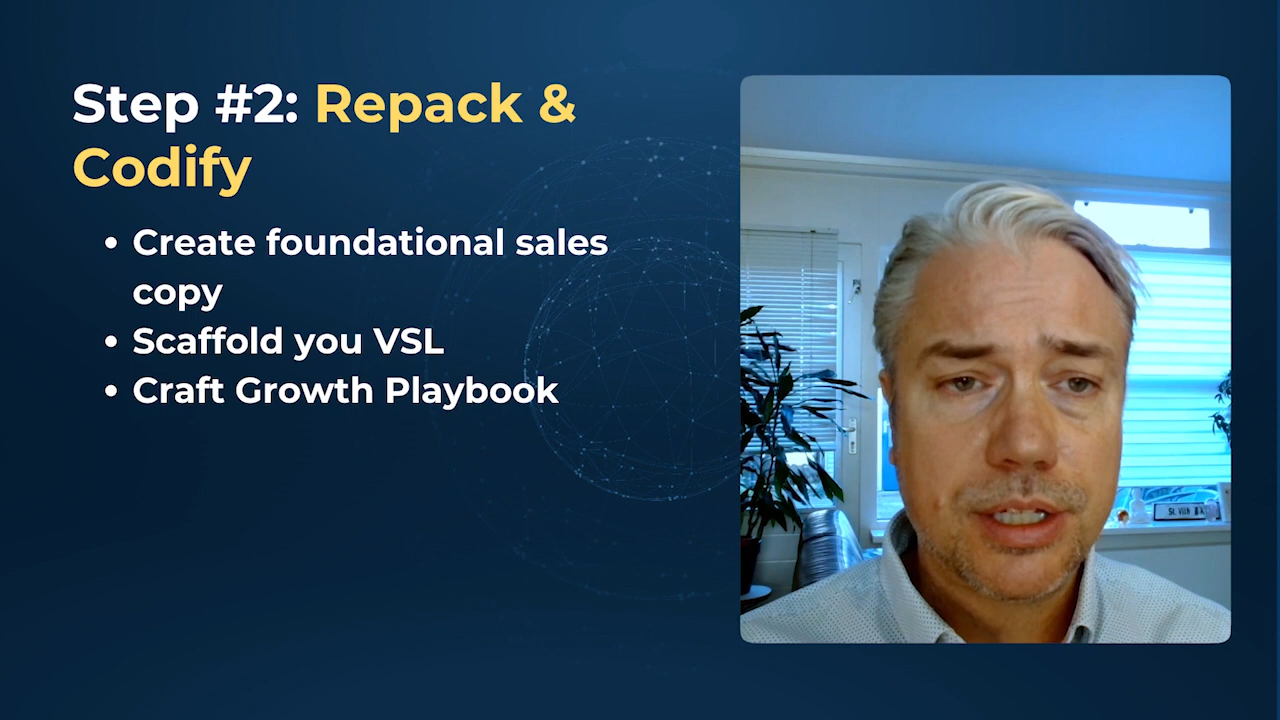 Step #2: Repack &
Codify
• Create foundational sales
copy
• Scaffold you VSL
• Craft Growth Playbook